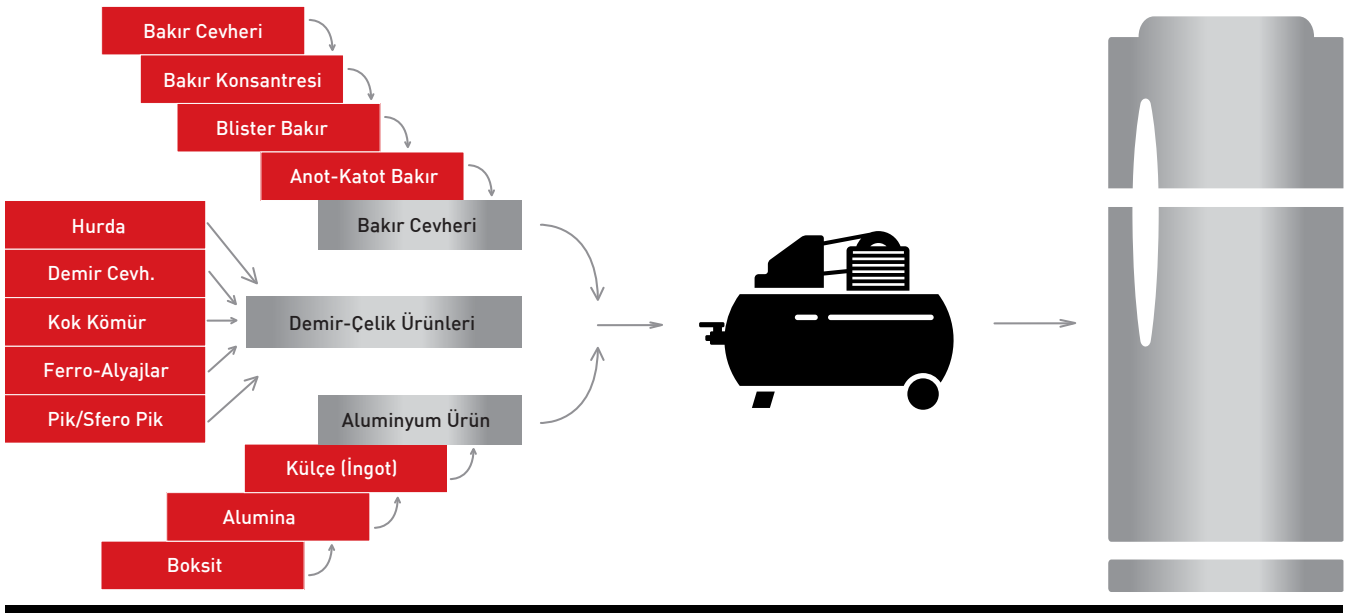 Bakır Cevheri
Bakır Konsantresi
Blister Bakır
Anot-Katot Bakır
Bakır Cevheri
Hurda
Demir Cevh.
Kok Kömür
Ferro-Alyajlar
Pik/Sfero Pik
Demir-Çelik Ürünleri
Aluminyum Ürün
Külçe (İngot)
Alumina
Boksit